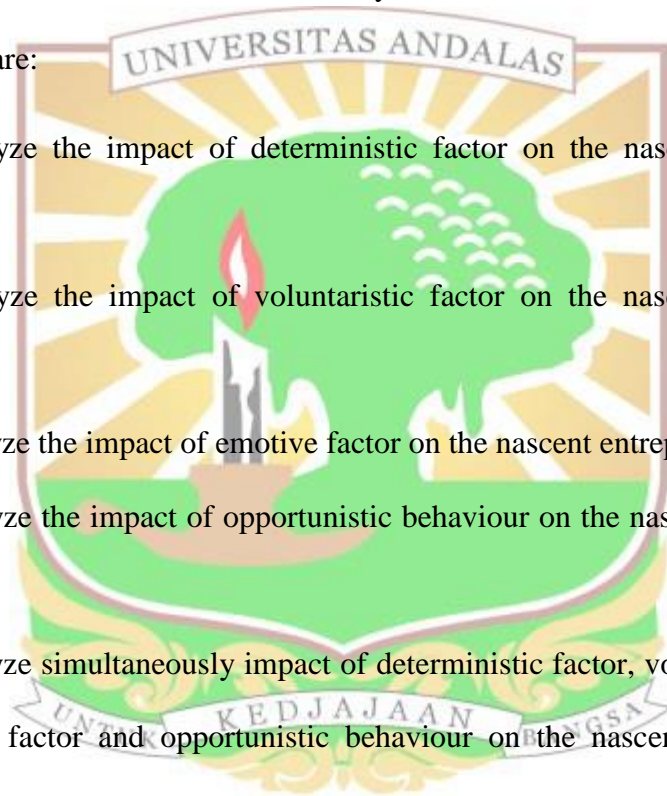 are:
UNIVERSITAS ANDALAS
yze the impact of deterministic factor on the nas
yze the impact of voluntaristic factor on the nas
yze the impact of emotive factor on the nascent entrep
yze the impact of opportunistic behaviour on the nas
yze simultaneously impact of deterministic factor, vo
factor and opportunistic behaviour on the nascen
UNTUK KEDJAJAAN BANGSA